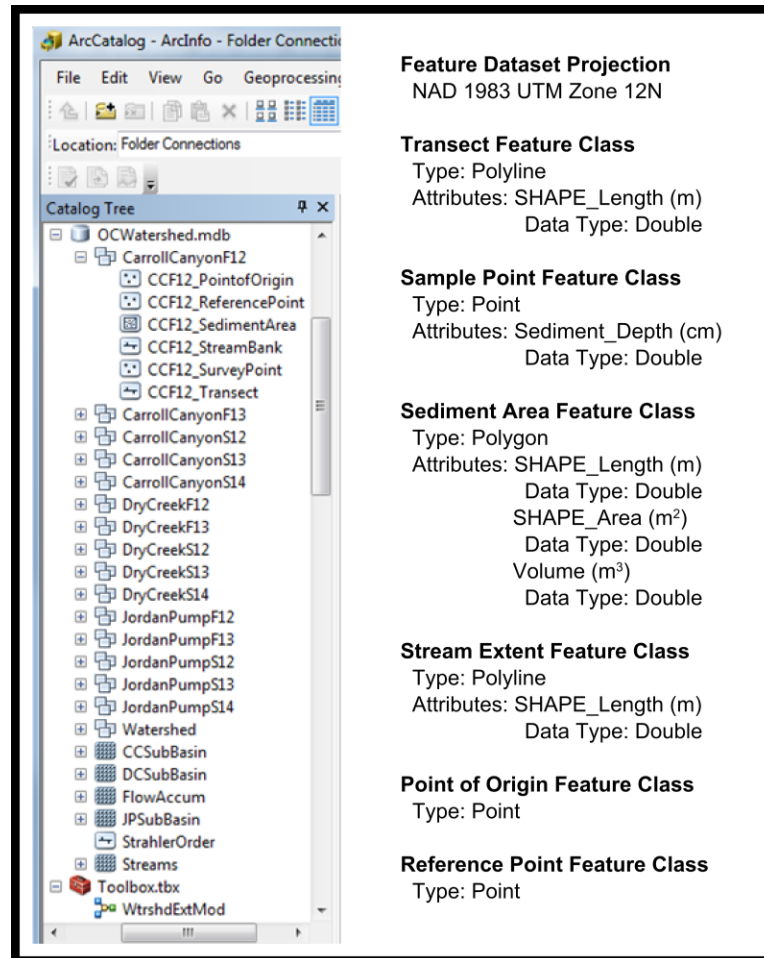 ArcCatalog - ArcInfo - Folder Connecti
File Edit View Go Geoprocessing
Location: Folder Connections
Catalog Tree
OCWatershed.mdb
CarrollCanyonF12
CCF12_PointofOrigin
CCF12_ReferencePoint
CCF12_SedimentArea
CCF12_StreamBank
CCF12_SurveyPoint
CCF12_Transect
CarrollCanyonF13
CarrollCanyonS12
CarrollCanyonS13
CarrollCanyonS14
DryCreekF12
DryCreekF13
DryCreekS12
DryCreekS13
DryCreekS14
JordanPumpF12
JordanPumpF13
JordanPumpS12
JordanPumpS13
JordanPumpS14
Watershed
CCSubBasin
DCSubBasin
FlowAccum
JPSubBasin
StrahlerOrder
Streams
Toolbox.tbx
WtrshdExtMod
Feature Dataset Projection
NAD 1983 UTM Zone 12N
Transect Feature Class
Type: Polyline
Attributes: SHAPE_Length (m)
Data Type: Double
Sample Point Feature Class
Type: Point
Attributes: Sediment_Depth (cm)
Data Type: Double
Sediment Area Feature Class
Type: Polygon
Attributes: SHAPE_Length (m)
Data Type: Double
SHAPE_Area (m²)
Data Type: Double
Volume (m³)
Data Type: Double
Stream Extent Feature Class
Type: Polyline
Attributes: SHAPE_Length (m)
Data Type: Double
Point of Origin Feature Class
Type: Point
Reference Point Feature Class
Type: Point